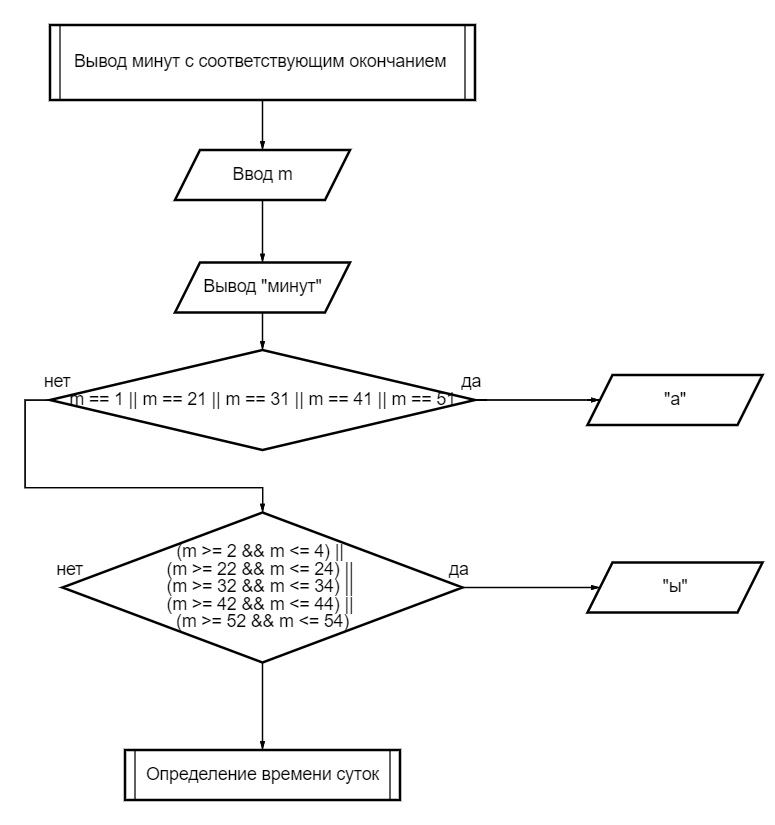 Вывод минут с соответствующим окончанием
Ввод m
Вывод "минут"
нет
да
m == 1 || m == 21 || m == 31 || m == 41 || m == 51
"а"
(m >= 2 && m <= 4) ||
(m >= 22 && m <= 24) ||
(m >= 32 && m <= 34) ||
(m >= 42 && m <= 44) ||
(m >= 52 && m <= 54)
нет
да
"ы"
Определение времени суток